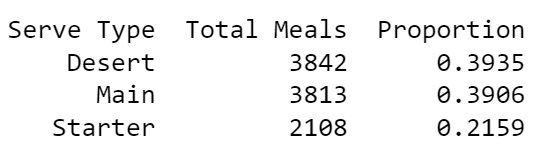 Serve Type Total Meals Proportion
Desert 3842 0.3935
Main 3813 0.3906
Starter 2108 0.2159